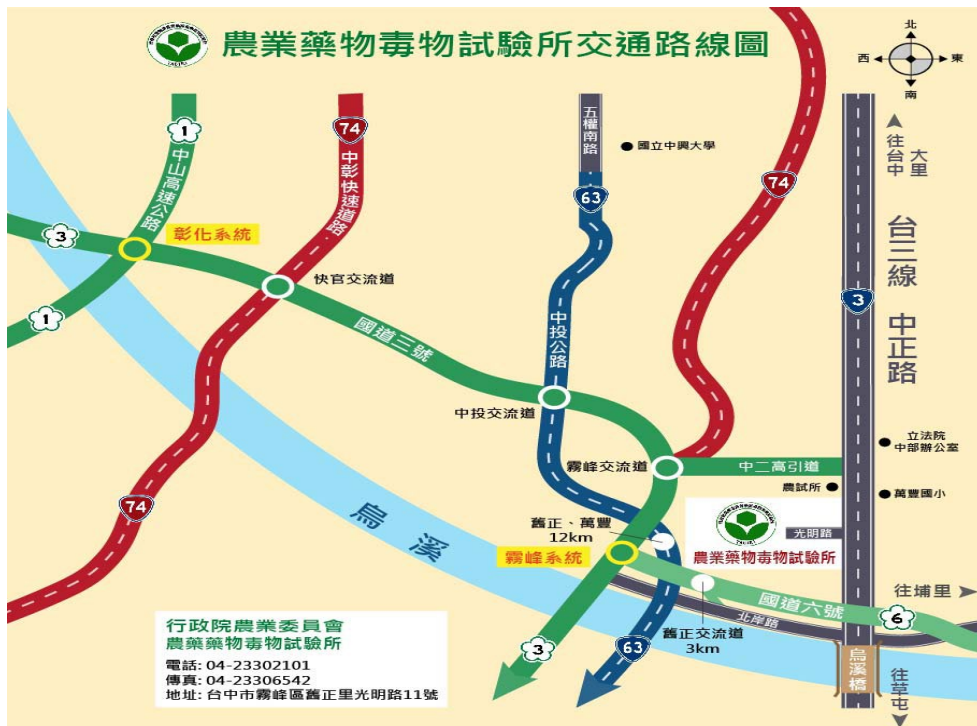 農業藥物毒物試驗所交通路線圖
北
西
東
南
1
中山高速公路
74
中彰快速道路
五權南路
國立中興大學
63
74
往台中
大里
3
彰化系統
快官交流道
1
國道三號
中投公路
台三線 中正路
3
中投交流道
霧峰交流道
中二高引道
立法院
中部辦公室
農試所
萬豐國小
74
烏溪
舊正、萬豐
12km
霧峰系統
光明路
農業藥物毒物試驗所
國道六號
6
往埔里
北岸路
舊正交流道
3km
3
63
烏溪橋
往草屯
行政院農業委員會
農業藥物毒物試驗所
電話: 04-23302101
傳真: 04-23306542
地址: 台中市霧峰區舊正里光明路11號